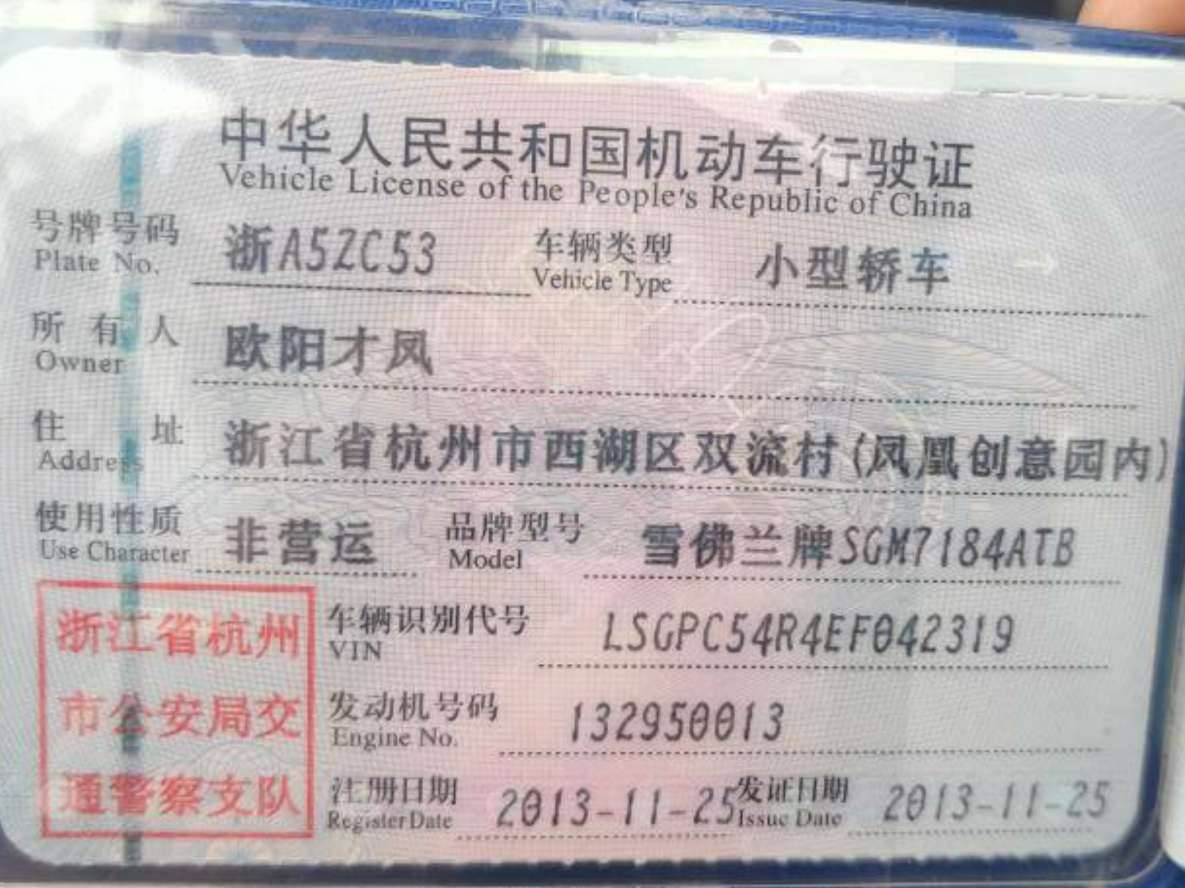 中华人民共和国机动车行驶证
Vehicle License of the People's Republic of China
号牌号码 浙A5ZC53 车辆类型 小型轿车
Plate No. Vehicle Type
所有人 欧阳才凤
Owner
住址 浙江省杭州市西湖区双流村(凤凰创意园内)
Address
使用性质 非营运 品牌型号 雪佛兰牌SGM7184ATB
Use Character Model
车辆识别代号 LSGPC54R4EF042319
VIN
发动机号码 132950013
Engine No.
注册日期 2013-11-25 发证日期 2013-11-25
Register Date Issue Date
浙江省杭州
市公安局交
通警察支队